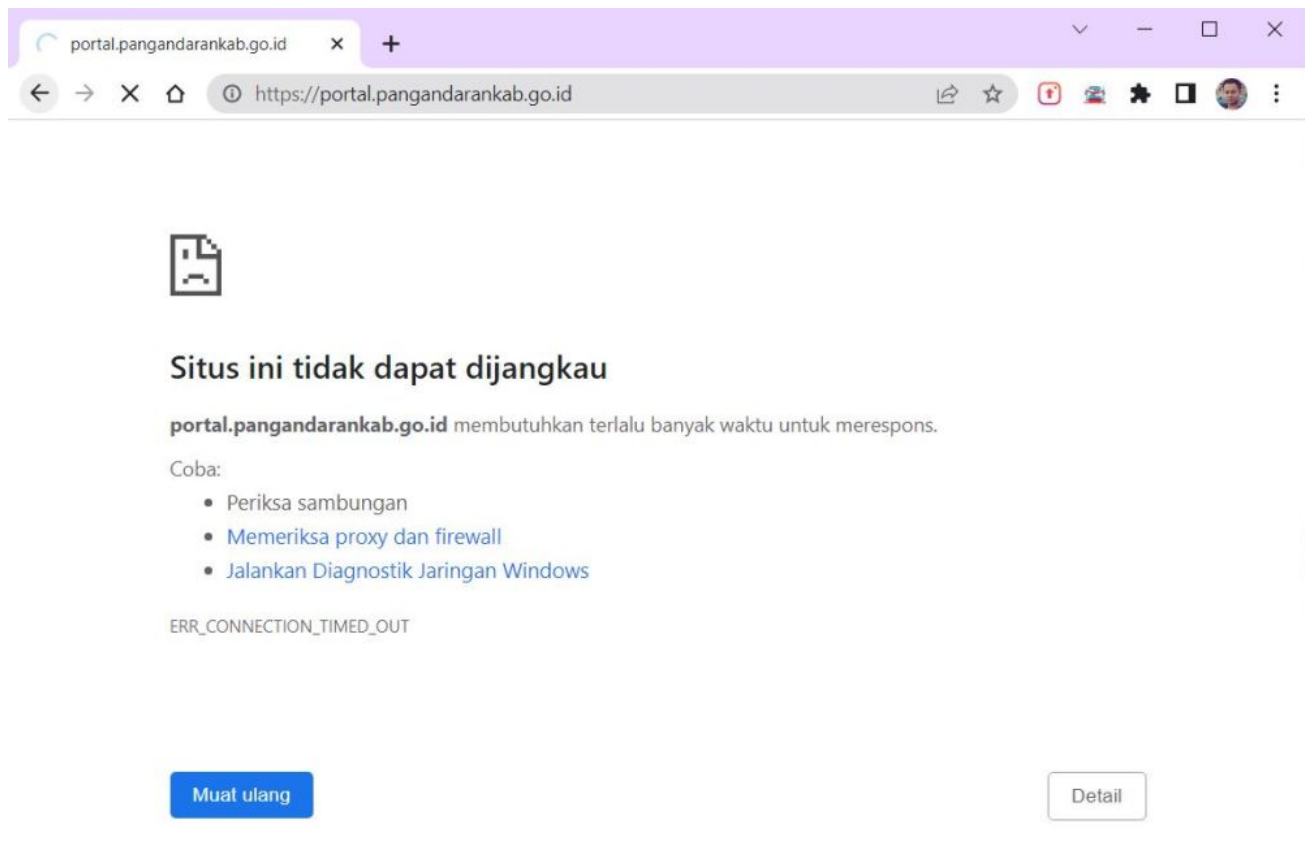 portal.pangandarankab.go.id
https://portal.pangandarankab.go.id
Situs ini tidak dapat dijangkau
portal.pangandarankab.go.id membutuhkan terlalu banyak waktu untuk merespons.
Coba:
Periksa sambungan
Memeriksa proxy dan firewall
Jalankan Diagnostik Jaringan Windows
ERR_CONNECTION_TIMED_OUT
Muat ulang
Detail